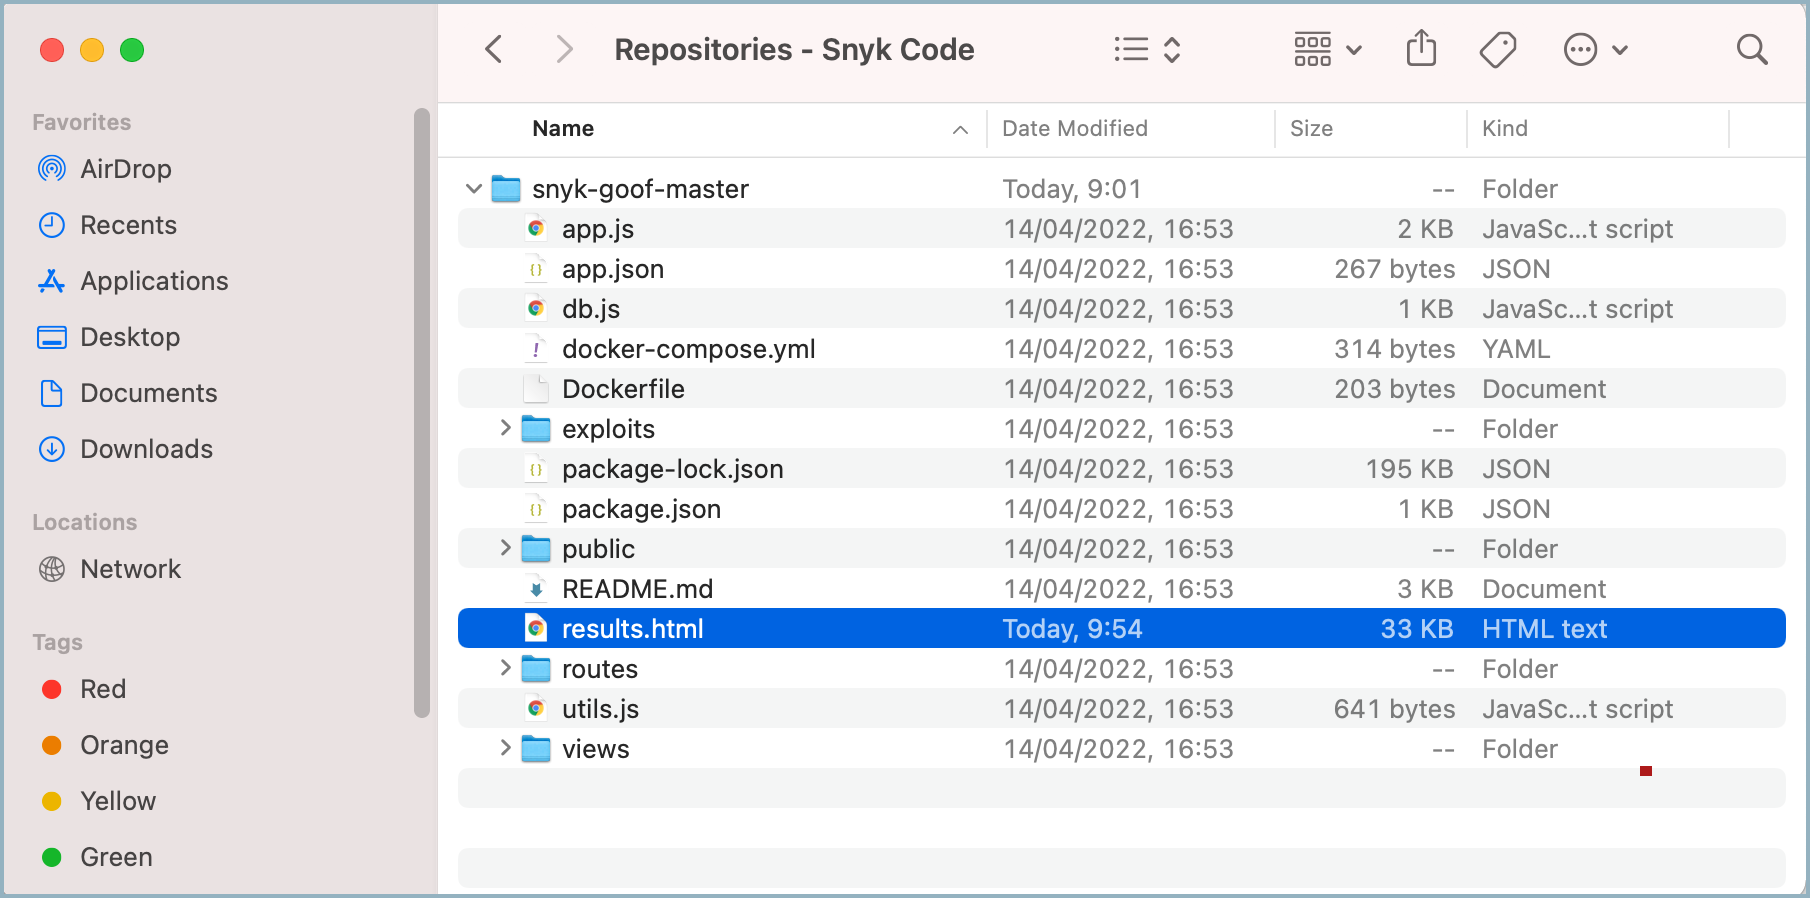 Repositories - Snyk Code
Favorites
AirDrop
Recents
Applications
Desktop
Documents
Downloads
Locations
Network
Tags
Red
Orange
Yellow
Green
Name Date Modified Size Kind
snyk-goof-master Today, 9:01 -- Folder
app.js 14/04/2022, 16:53 2 KB JavaSc...t script
app.json 14/04/2022, 16:53 267 bytes JSON
db.js 14/04/2022, 16:53 1 KB JavaSc...t script
docker-compose.yml 14/04/2022, 16:53 314 bytes YAML
Dockerfile 14/04/2022, 16:53 203 bytes Document
exploits 14/04/2022, 16:53 -- Folder
package-lock.json 14/04/2022, 16:53 195 KB JSON
package.json 14/04/2022, 16:53 1 KB JSON
public 14/04/2022, 16:53 -- Folder
README.md 14/04/2022, 16:53 3 KB Document
results.html Today, 9:54 33 KB HTML text
routes 14/04/2022, 16:53 -- Folder
utils.js 14/04/2022, 16:53 641 bytes JavaSc...t script
views 14/04/2022, 16:53 -- Folder